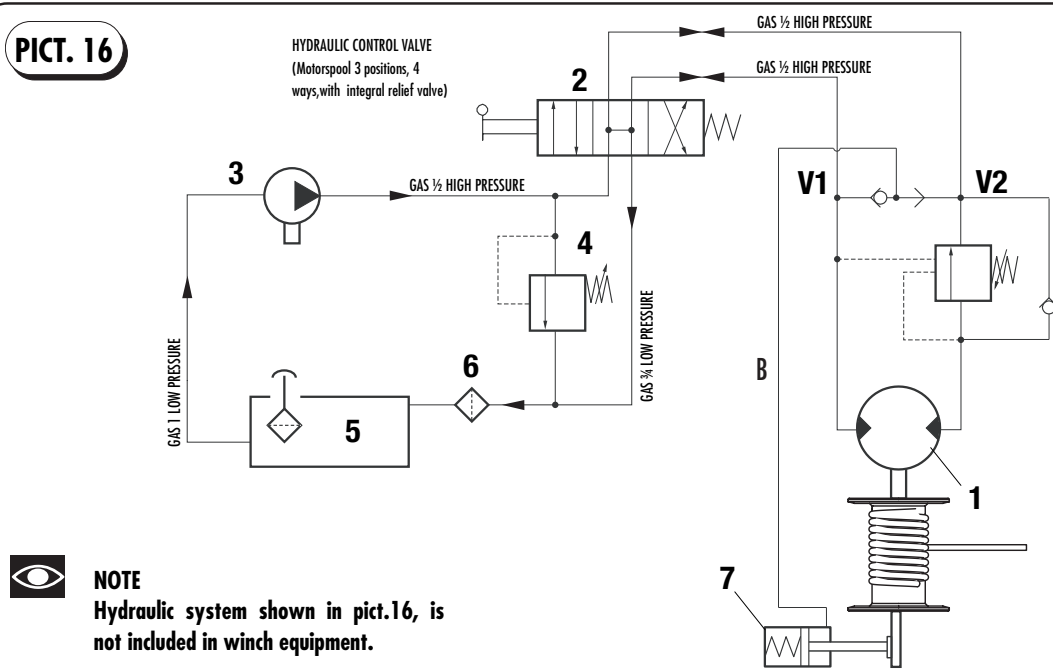 PICT. 16
HYDRAULIC CONTROL VALVE
(Motorspool 3 positions, 4
ways,with integral relief valve)
2
GAS ½ HIGH PRESSURE
GAS ½ HIGH PRESSURE
3
GAS ½ HIGH PRESSURE
V1
V2
4
GAS 1 LOW PRESSURE
GAS ¾ LOW PRESSURE
6
B
5
1
7
NOTE
Hydraulic system shown in pict.16, is
not included in winch equipment.